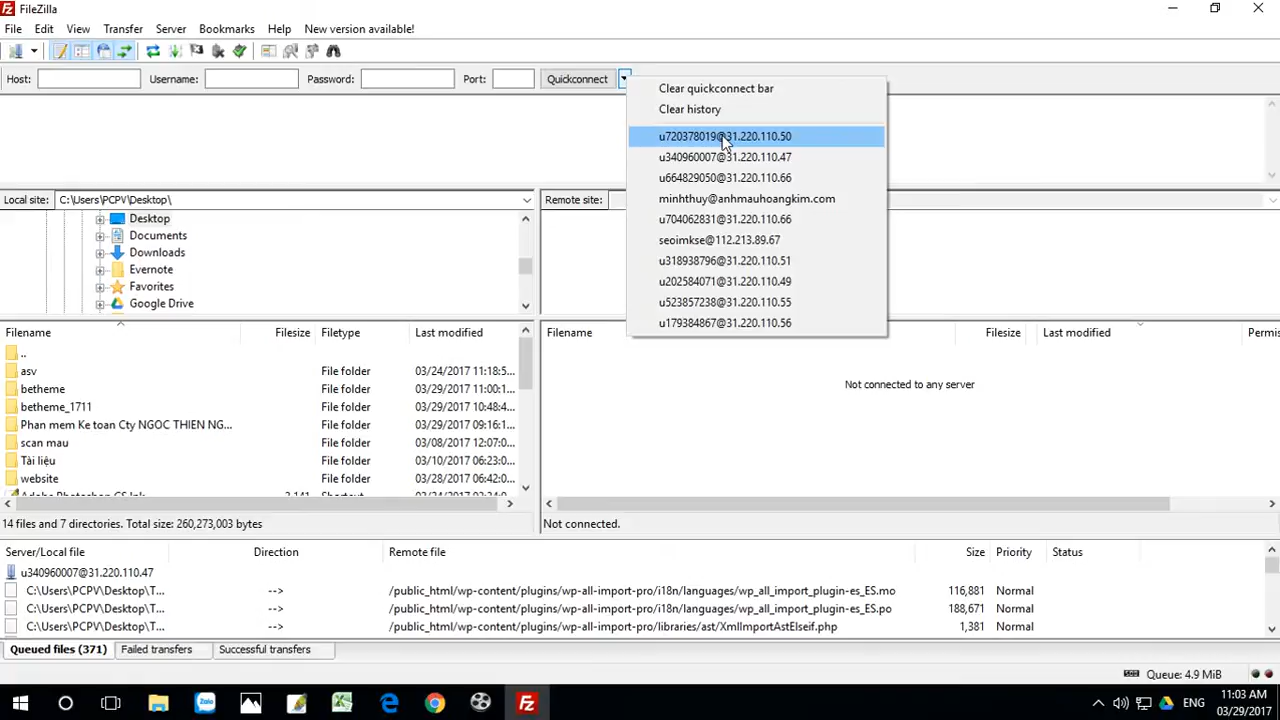 FileZilla
File Edit View Transfer Server Bookmarks Help New version available!
Host: Username: Password: Port: Quickconnect
Clear quickconnect bar
Clear history
u720378019@31.220.110.50
u340960007@31.220.110.47
u664829050@31.220.110.66
minhthuy@anhmauhoangkim.com
u704062831@31.220.110.66
seoimkse@112.213.89.67
u318938796@31.220.110.51
u202584071@31.220.110.49
u523857238@31.220.110.55
u179384867@31.220.110.56
Local site: C:\Users\PCPV\Desktop\
Remote site:
Desktop
Documents
Downloads
Evernote
Favorites
Google Drive
Filename Filesize Filetype Last modified
..
asv File folder 03/24/2017 11:18:5...
betheme File folder 03/29/2017 11:00:1...
betheme_1711 File folder 03/29/2017 10:48:4...
Phan mem Ke toan Cty NGOC THIEN NG... File folder 03/29/2017 09:16:1...
scan mau File folder 03/08/2017 12:07:0...
Tài liệu File folder 03/10/2017 06:23:0...
website File folder 03/28/2017 06:42:0...
14 files and 7 directories. Total size: 260,273,003 bytes
Filename Filesize Last modified Permis
Not connected to any server
Not connected.
Server/Local file Direction Remote file Size Priority Status
u340960007@31.220.110.47
C:\Users\PCPV\Desktop\T... --> /public_html/wp-content/plugins/wp-all-import-pro/i18n/languages/wp_all_import_plugin-es_ES.mo 116,881 Normal
C:\Users\PCPV\Desktop\T... --> /public_html/wp-content/plugins/wp-all-import-pro/i18n/languages/wp_all_import_plugin-es_ES.po 188,671 Normal
C:\Users\PCPV\Desktop\T... --> /public_html/wp-content/plugins/wp-all-import-pro/libraries/ast/XmlImportAstElseif.php 1,381 Normal
Queued files (371) Failed transfers Successful transfers
Queue: 4.9 MiB
Zalo
Fz
ENG
11:03 AM
03/29/2017